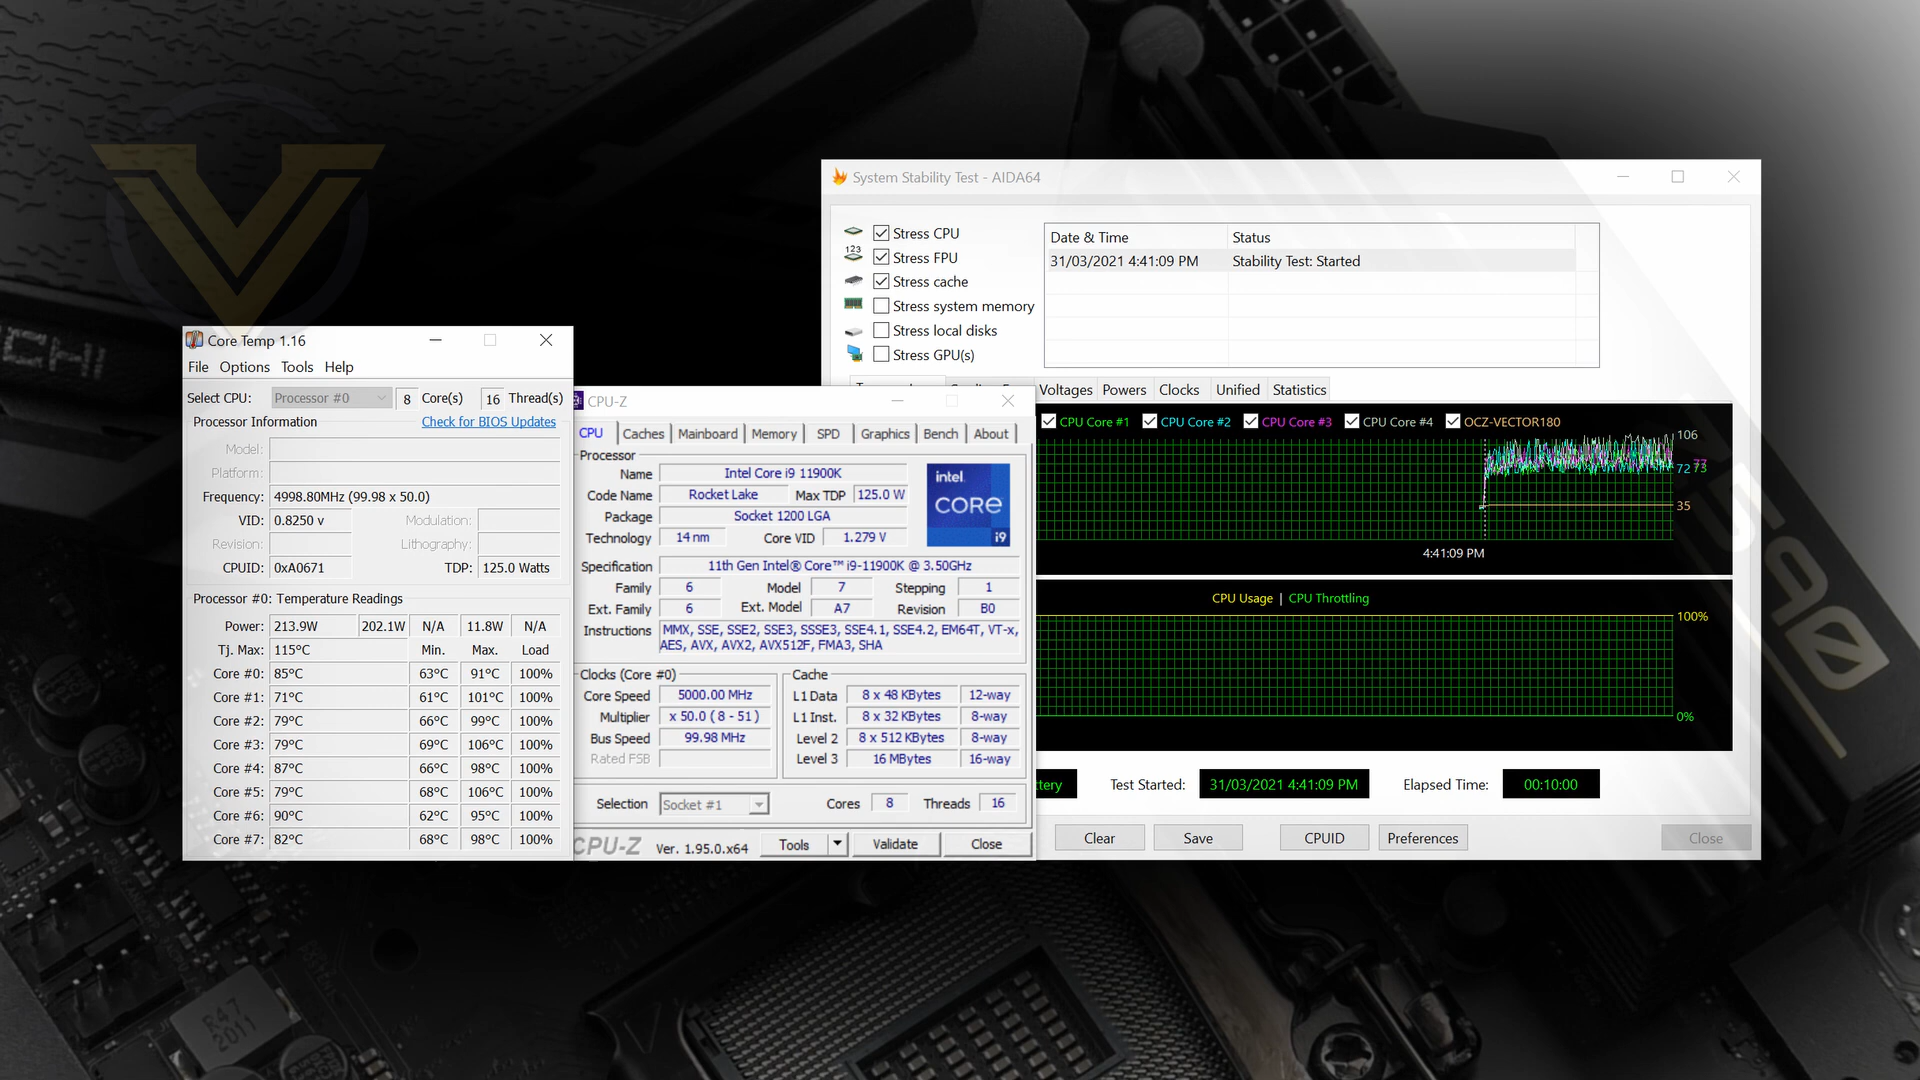 System Stability Test - AIDA64
Stress CPU
Stress FPU
Stress cache
Stress system memory
Stress local disks
Stress GPU(s)
Date & Time Status
31/03/2021 4:41:09 PM Stability Test: Started
Voltages Powers Clocks Unified Statistics
CPU Core #1 CPU Core #2 CPU Core #3 CPU Core #4 OCZ-VECTOR180
106
72 73
35
4:41:09 PM
CPU Usage | CPU Throttling
100%
0%
Test Started: 31/03/2021 4:41:09 PM Elapsed Time: 00:10:00
Clear Save CPUID Preferences Close
Core Temp 1.16
File Options Tools Help
Select CPU: Processor #0 8 Core(s) 16 Thread(s)
Processor Information Check for BIOS Updates
Model:
Platform:
Frequency: 4998.80MHz (99.98 x 50.0)
VID: 0.8250 v Modulation:
Revision: Lithography:
CPUID: 0xA0671 TDP: 125.0 Watts
Processor #0: Temperature Readings
Power: 213.9W 202.1W N/A 11.8W N/A
Tj. Max: 115°C Min. Max. Load
Core #0: 85°C 63°C 91°C 100%
Core #1: 71°C 61°C 101°C 100%
Core #2: 79°C 66°C 99°C 100%
Core #3: 79°C 69°C 106°C 100%
Core #4: 87°C 66°C 98°C 100%
Core #5: 79°C 68°C 106°C 100%
Core #6: 90°C 62°C 95°C 100%
Core #7: 82°C 68°C 98°C 100%
CPU-Z
CPU Caches Mainboard Memory SPD Graphics Bench About
Processor
Name Intel Core i9 11900K
Code Name Rocket Lake Max TDP 125.0 W
Package Socket 1200 LGA
Technology 14 nm Core VID 1.279 V
intel
CORE
i9
Specification 11th Gen Intel® Core™ i9-11900K @ 3.50GHz
Family 6 Model 7 Stepping 1
Ext. Family 6 Ext. Model A7 Revision B0
Instructions MMX, SSE, SSE2, SSE3, SSSE3, SSE4.1, SSE4.2, EM64T, VT-x,
AES, AVX, AVX2, AVX512F, FMA3, SHA
Clocks (Core #0)
Core Speed 5000.00 MHz
Multiplier x 50.0 ( 8 - 51 )
Bus Speed 99.98 MHz
Rated FSB
Cache
L1 Data 8 x 48 KBytes 12-way
L1 Inst. 8 x 32 KBytes 8-way
Level 2 8 x 512 KBytes 8-way
Level 3 16 MBytes 16-way
Selection Socket #1 Cores 8 Threads 16
CPU-Z Ver. 1.95.0.x64 Tools Validate Close
R47
2011